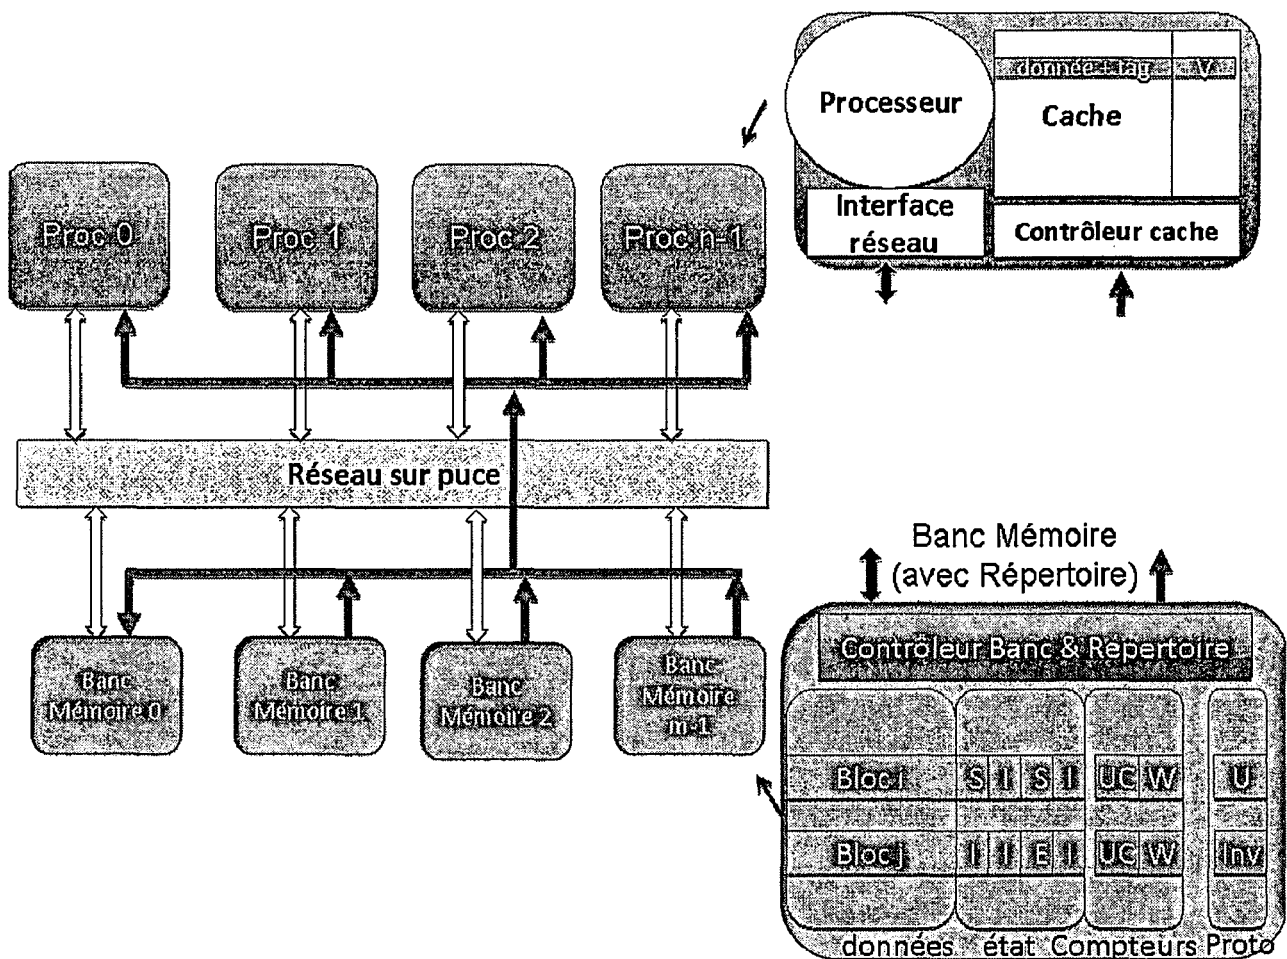 Processeur
donnée + tag V
Cache
Interface
réseau
Contrôleur cache
Proc 0
Proc 1
Proc 2
Proc n-1
Réseau sur puce
Banc
Mémoire 0
Banc
Mémoire 1
Banc
Mémoire 2
Banc
Mémoire
m-1
Banc Mémoire
(avec Répertoire)
Contrôleur Banc & Répertoire
Bloc i S I S I UC W U
Bloc j I I E I UC W Inv
données état Compteurs Proto